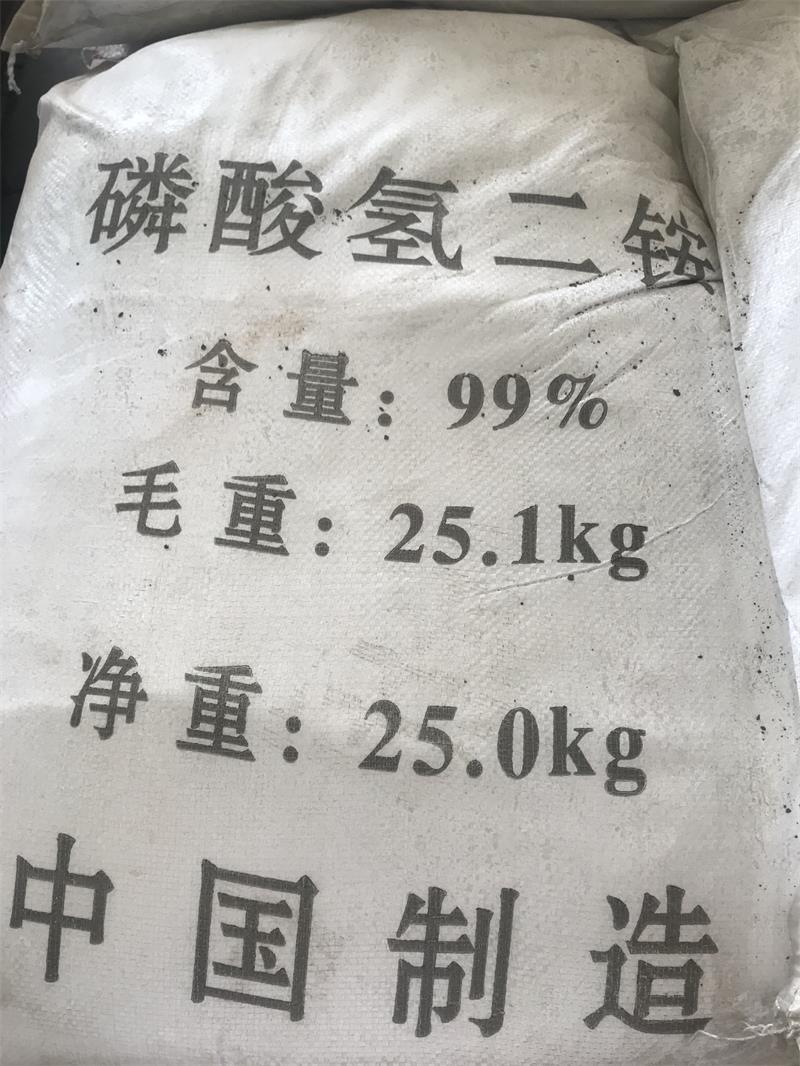 磷酸氢二铵
含量：99%
毛重：25.1kg
净重：25.0kg
中国制造